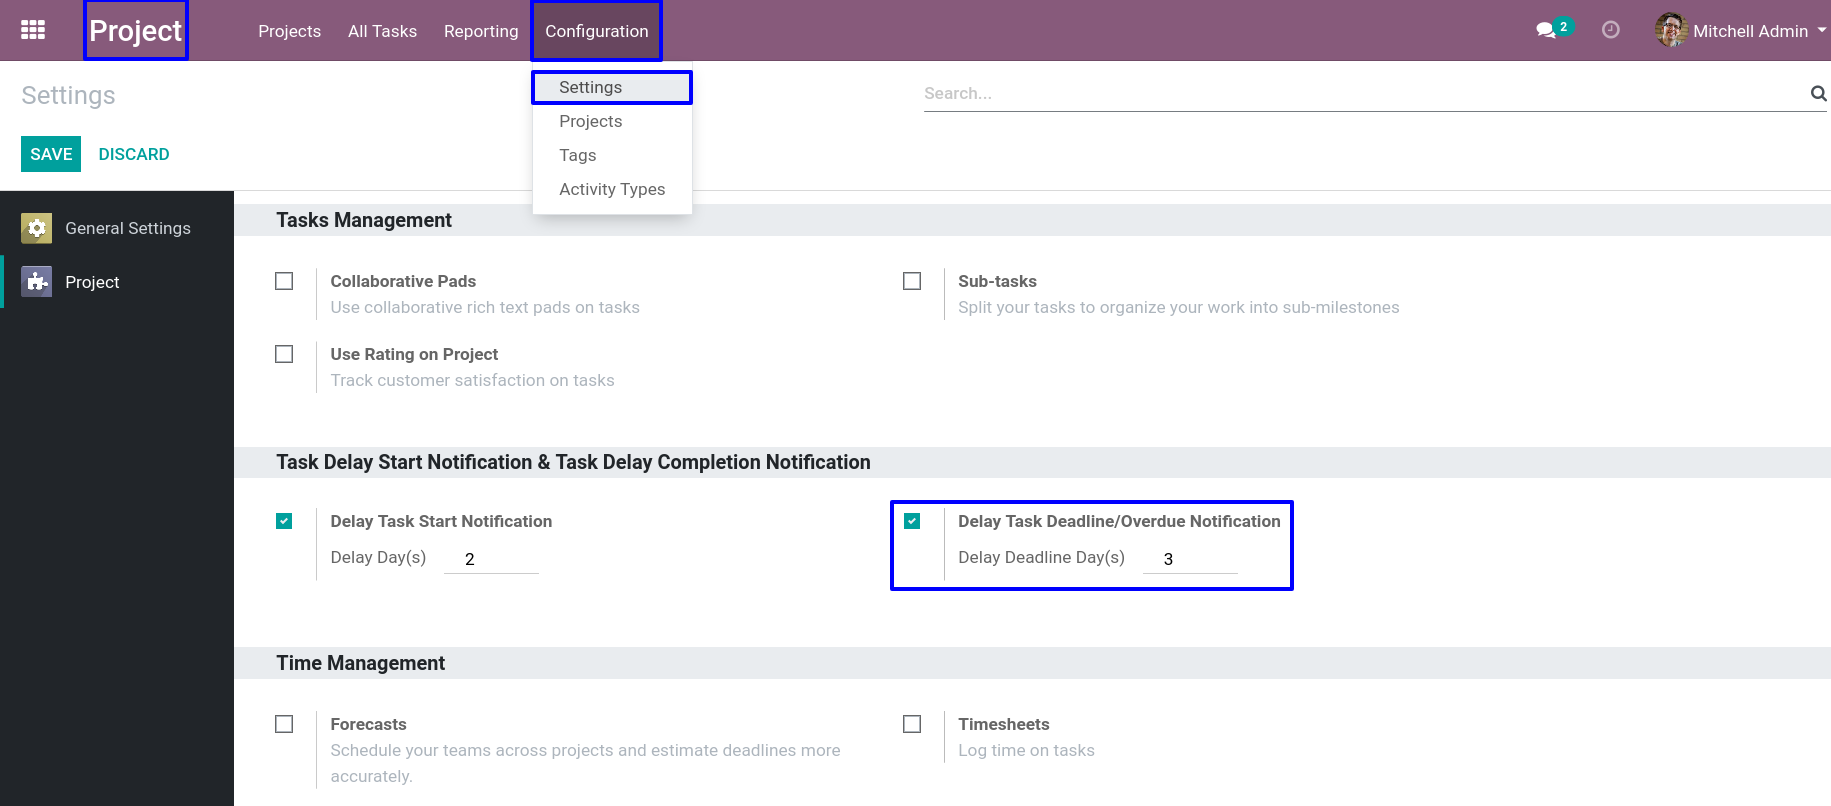 Project
Projects
All Tasks
Reporting
Configuration
2
Mitchell Admin
Settings
Search...
Settings
Projects
Tags
Activity Types
SAVE
DISCARD
General Settings
Project
Tasks Management
Collaborative Pads
Use collaborative rich text pads on tasks
Sub-tasks
Split your tasks to organize your work into sub-milestones
Use Rating on Project
Track customer satisfaction on tasks
Task Delay Start Notification & Task Delay Completion Notification
Delay Task Start Notification
Delay Day(s) 2
Delay Task Deadline/Overdue Notification
Delay Deadline Day(s) 3
Time Management
Forecasts
Schedule your teams across projects and estimate deadlines more
accurately.
Timesheets
Log time on tasks